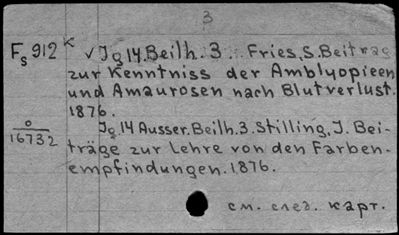 3
Fs 912 K √ Jg 14. Beilh. 3. Fries, S. Beitrag
zur Kenntniss der Amblyopieen
und Amaurosen nach Blutverlust.
1876.
0
16732
Jg 14 Ausser. Beilh. 3. Stilling, J. Bei-
träge zur Lehre von den Farben-
empfindungen. 1876.
см. след. карт.